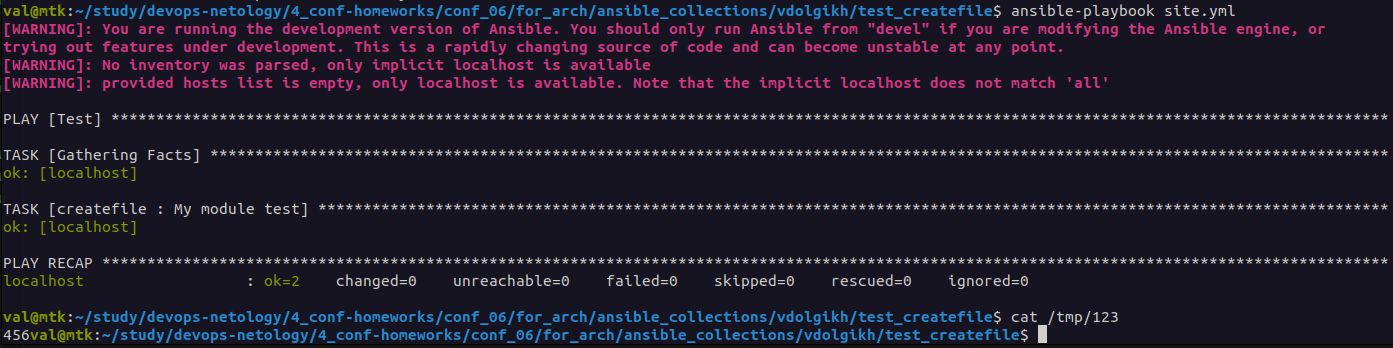 val@mtk:~/study/devops-netology/4_conf-homeworks/conf_06/for_arch/ansible_collections/vdolgikh/test_createfile$ ansible-playbook site.yml
[WARNING]: You are running the development version of Ansible. You should only run Ansible from "devel" if you are modifying the Ansible engine, or
trying out features under development. This is a rapidly changing source of code and can become unstable at any point.
[WARNING]: No inventory was parsed, only implicit localhost is available
[WARNING]: provided hosts list is empty, only localhost is available. Note that the implicit localhost does not match 'all'
PLAY [Test] **********************************************************************************************************************************************
TASK [Gathering Facts] ***********************************************************************************************************************************
ok: [localhost]
TASK [createfile : My module test] ***********************************************************************************************************************
ok: [localhost]
PLAY RECAP ***********************************************************************************************************************************************
localhost                  : ok=2    changed=0    unreachable=0    failed=0    skipped=0    rescued=0    ignored=0
val@mtk:~/study/devops-netology/4_conf-homeworks/conf_06/for_arch/ansible_collections/vdolgikh/test_createfile$ cat /tmp/123
456val@mtk:~/study/devops-netology/4_conf-homeworks/conf_06/for_arch/ansible_collections/vdolgikh/test_createfile$